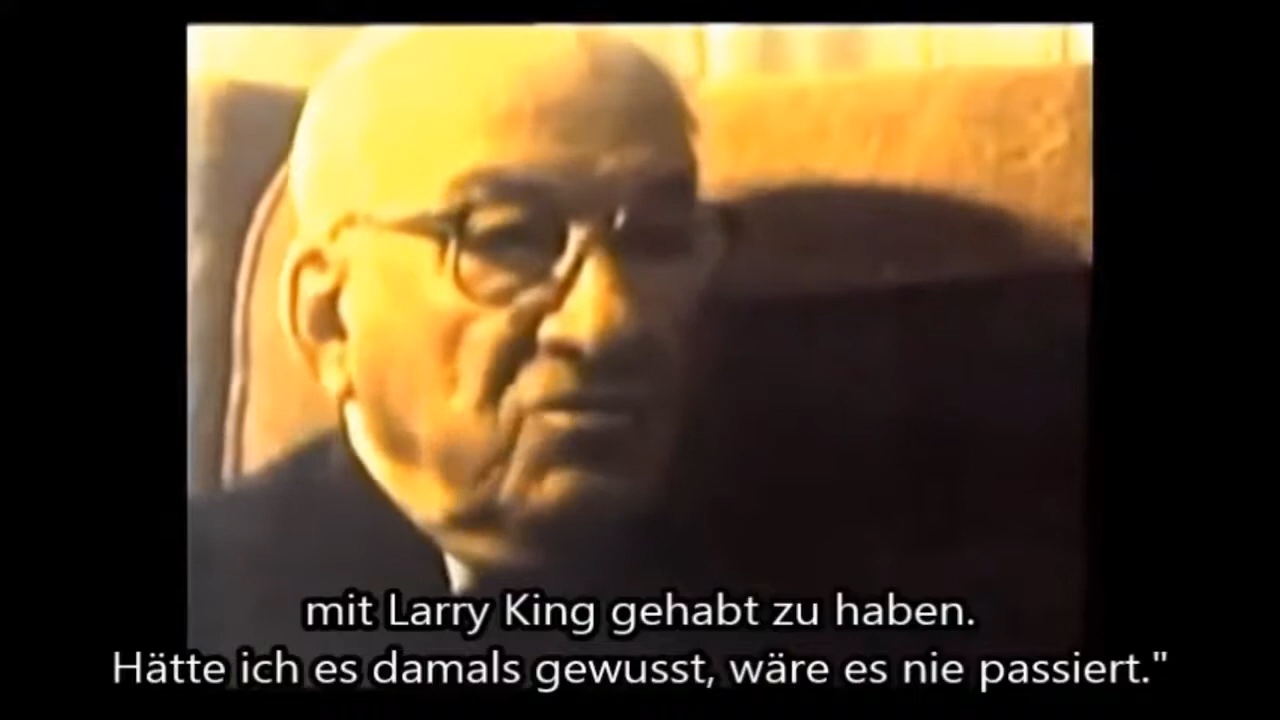 mit Larry King gehabt zu haben.
Hätte ich es damals gewusst, wäre es nie passiert."